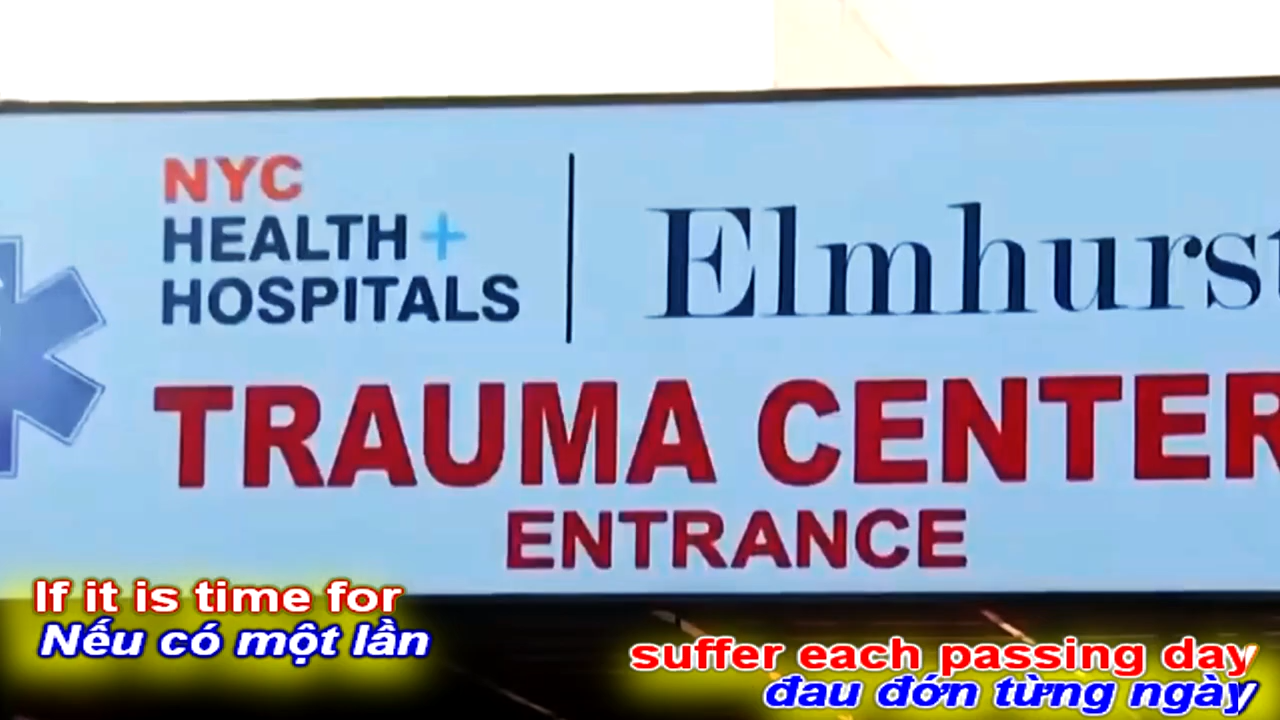 NYC
HEALTH+
HOSPITALS
Elmhurst
TRAUMA CENTER
ENTRANCE
If it is time for
Nếu có một lần
suffer each passing day
đau đớn từng ngày